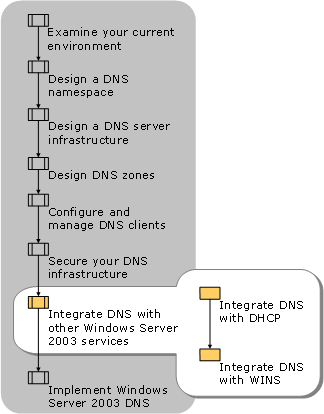 Examine your current
environment
Design a DNS
namespace
Design a DNS server
infrastructure
Design DNS zones
Configure and
manage DNS clients
Secure your DNS
infrastructure
Integrate DNS with
other Windows Server
2003 services
Integrate DNS
with DHCP
Integrate DNS
with WINS
Implement Windows
Server 2003 DNS